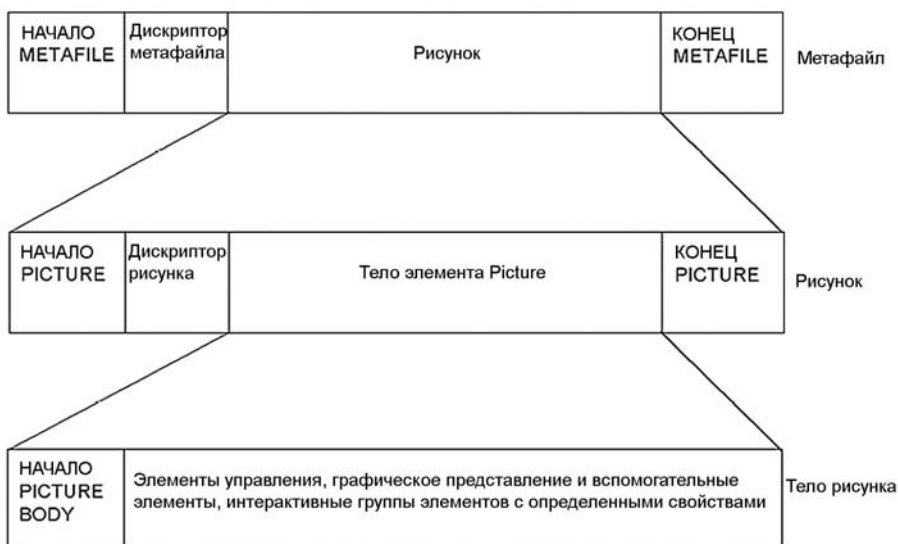 НАЧАЛО
METAFILE
Дискриптор
метафайла
Рисунок
КОНЕЦ
METAFILE
Метафайл
НАЧАЛО
PICTURE
Дискриптор
рисунка
Тело элемента Picture
КОНЕЦ
PICTURE
Рисунок
НАЧАЛО
PICTURE
BODY
Элементы управления, графическое представление и вспомогательные
элементы, интерактивные группы элементов с определенными свойствами
Тело рисунка